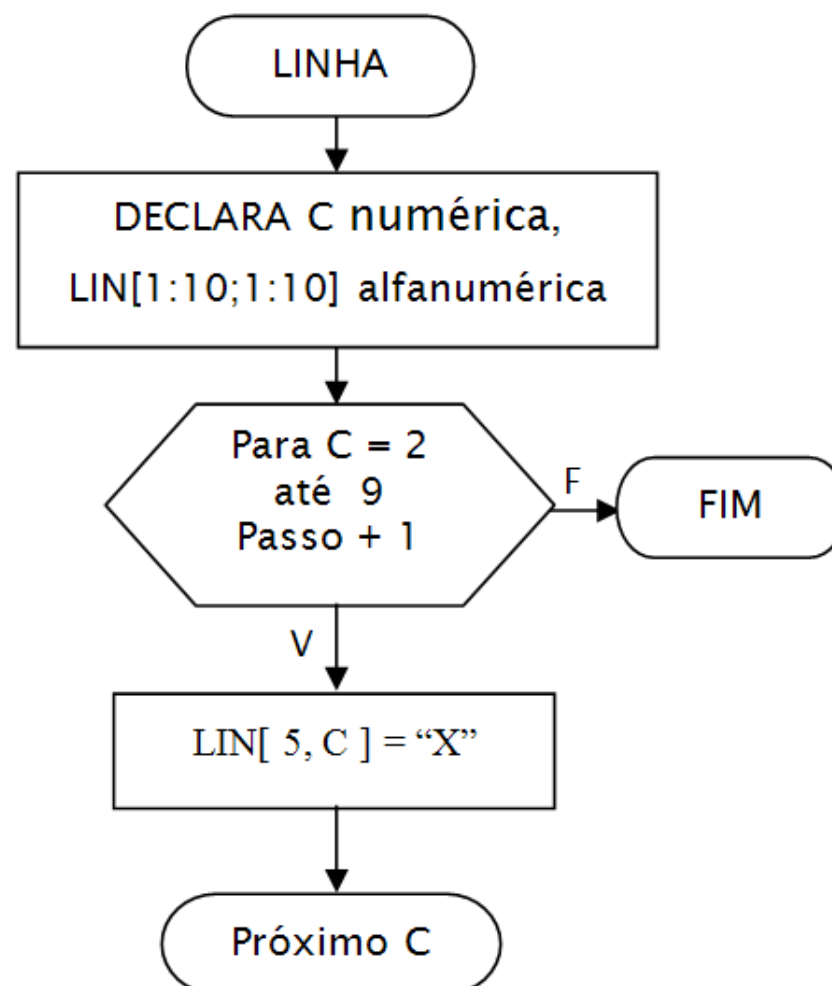 LINHA
DECLARA C numérica,
LIN[1:10;1:10] alfanumérica
Para C = 2
até 9
Passo + 1
F
FIM
V
LIN[ 5, C ] = “X”
Próximo C